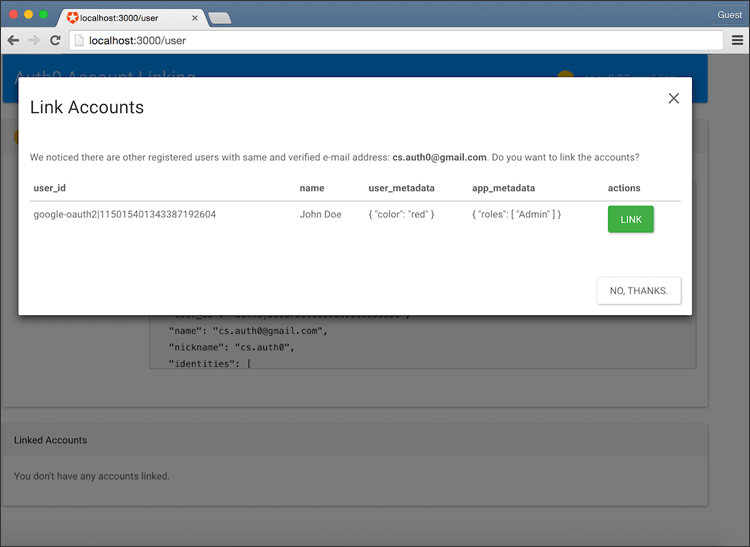 localhost:3000/user
Guest
localhost:3000/user
Auth0 Account Linking
Link Accounts
We noticed there are other registered users with same and verified e-mail address: cs.auth0@gmail.com. Do you want to link the accounts?
user_id name user_metadata app_metadata actions
google-oauth2|115015401343387192604 John Doe { "color": "red" } { "roles": [ "Admin" ] } LINK
NO, THANKS.
"name": "cs.auth0@gmail.com",
"nickname": "cs.auth0",
"identities": [
Linked Accounts
You don't have any accounts linked.